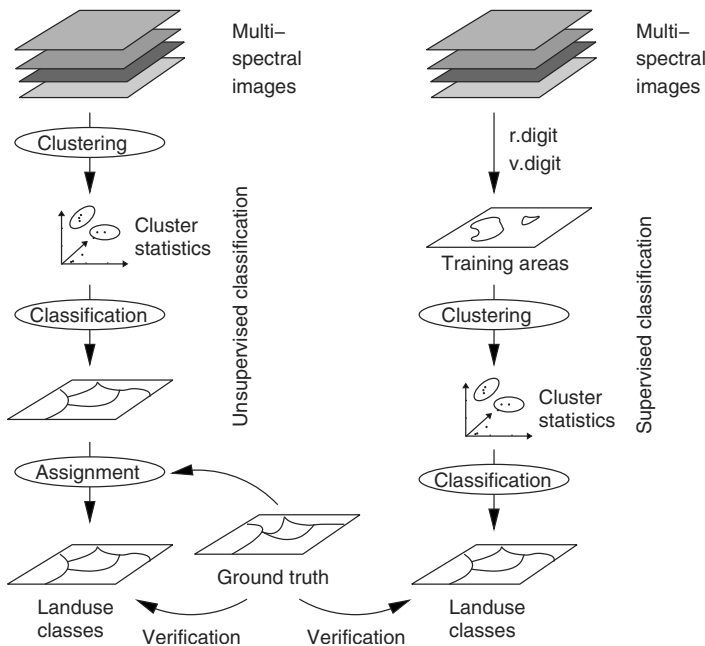 Multi–
spectral
images
Clustering
Cluster
statistics
Classification
Assignment
Landuse
classes
Unsupervised classification
Ground truth
Verification
Verification
Multi–
spectral
images
r.digit
v.digit
Training areas
Clustering
Cluster
statistics
Classification
Landuse
classes
Supervised classification